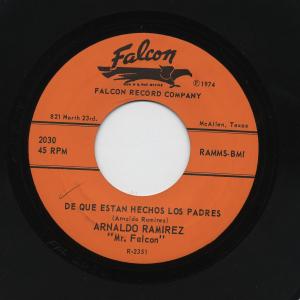 Falcon
℗ 1974
FALCON RECORD COMPANY
821 North 23rd.
McAllen, Texas
2030
45 RPM
RAMMS-BMI
DE QUE ESTAN HECHOS LOS PADRES
(Arnaldo Ramirez)
ARNALDO RAMIREZ
"Mr. Falcon"
R-2351